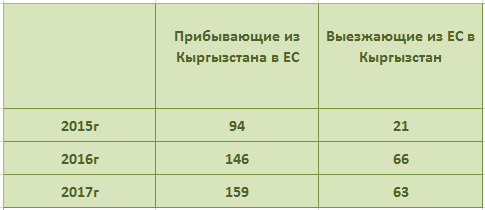 Прибывающие из
Кыргызстана в ЕС
Выезжающие из ЕС в
Кыргызстан
2015г 94 21
2016г 146 66
2017г 159 63